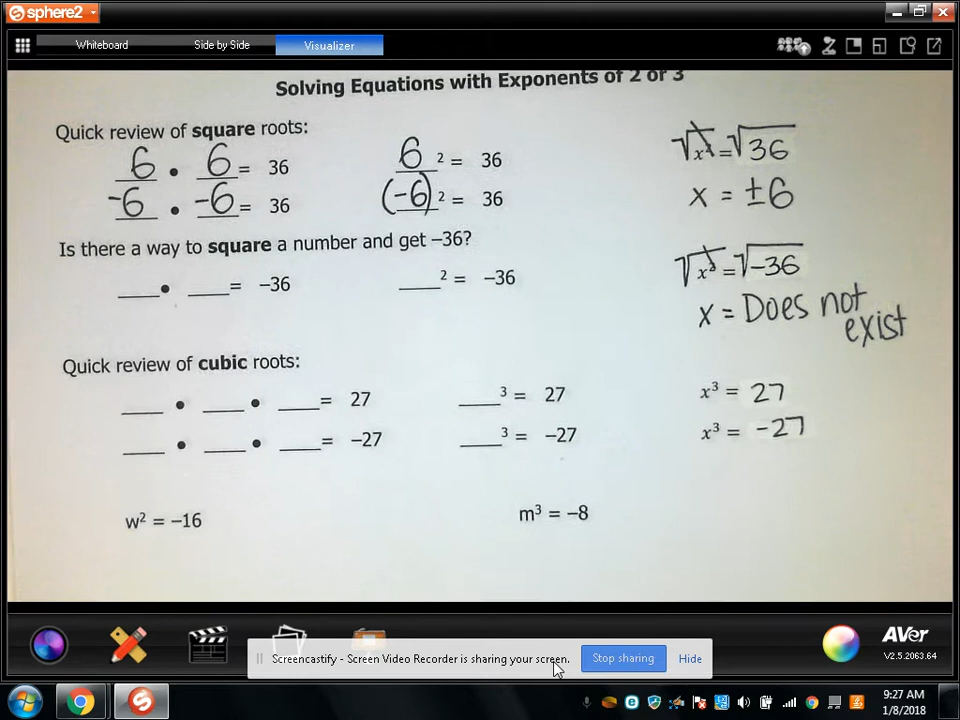 sphere2
Whiteboard Side by Side Visualizer
Solving Equations with Exponents of 2 or 3
Quick review of square roots:
6 • 6 = 36 6² = 36 √x² = √36
-6 • -6 = 36 (-6)² = 36 x = ±6
Is there a way to square a number and get –36?
___ • ___ = –36 ___² = –36 √x² = √-36
x = Does not
exist
Quick review of cubic roots:
___ • ___ • ___ = 27 ___³ = 27 x³ = 27
___ • ___ • ___ = –27 ___³ = –27 x³ = -27
w² = –16 m³ = –8
Screencastify - Screen Video Recorder is sharing your screen. Stop sharing Hide
AVer
V2.5.2063.64
9:27 AM
1/8/2018